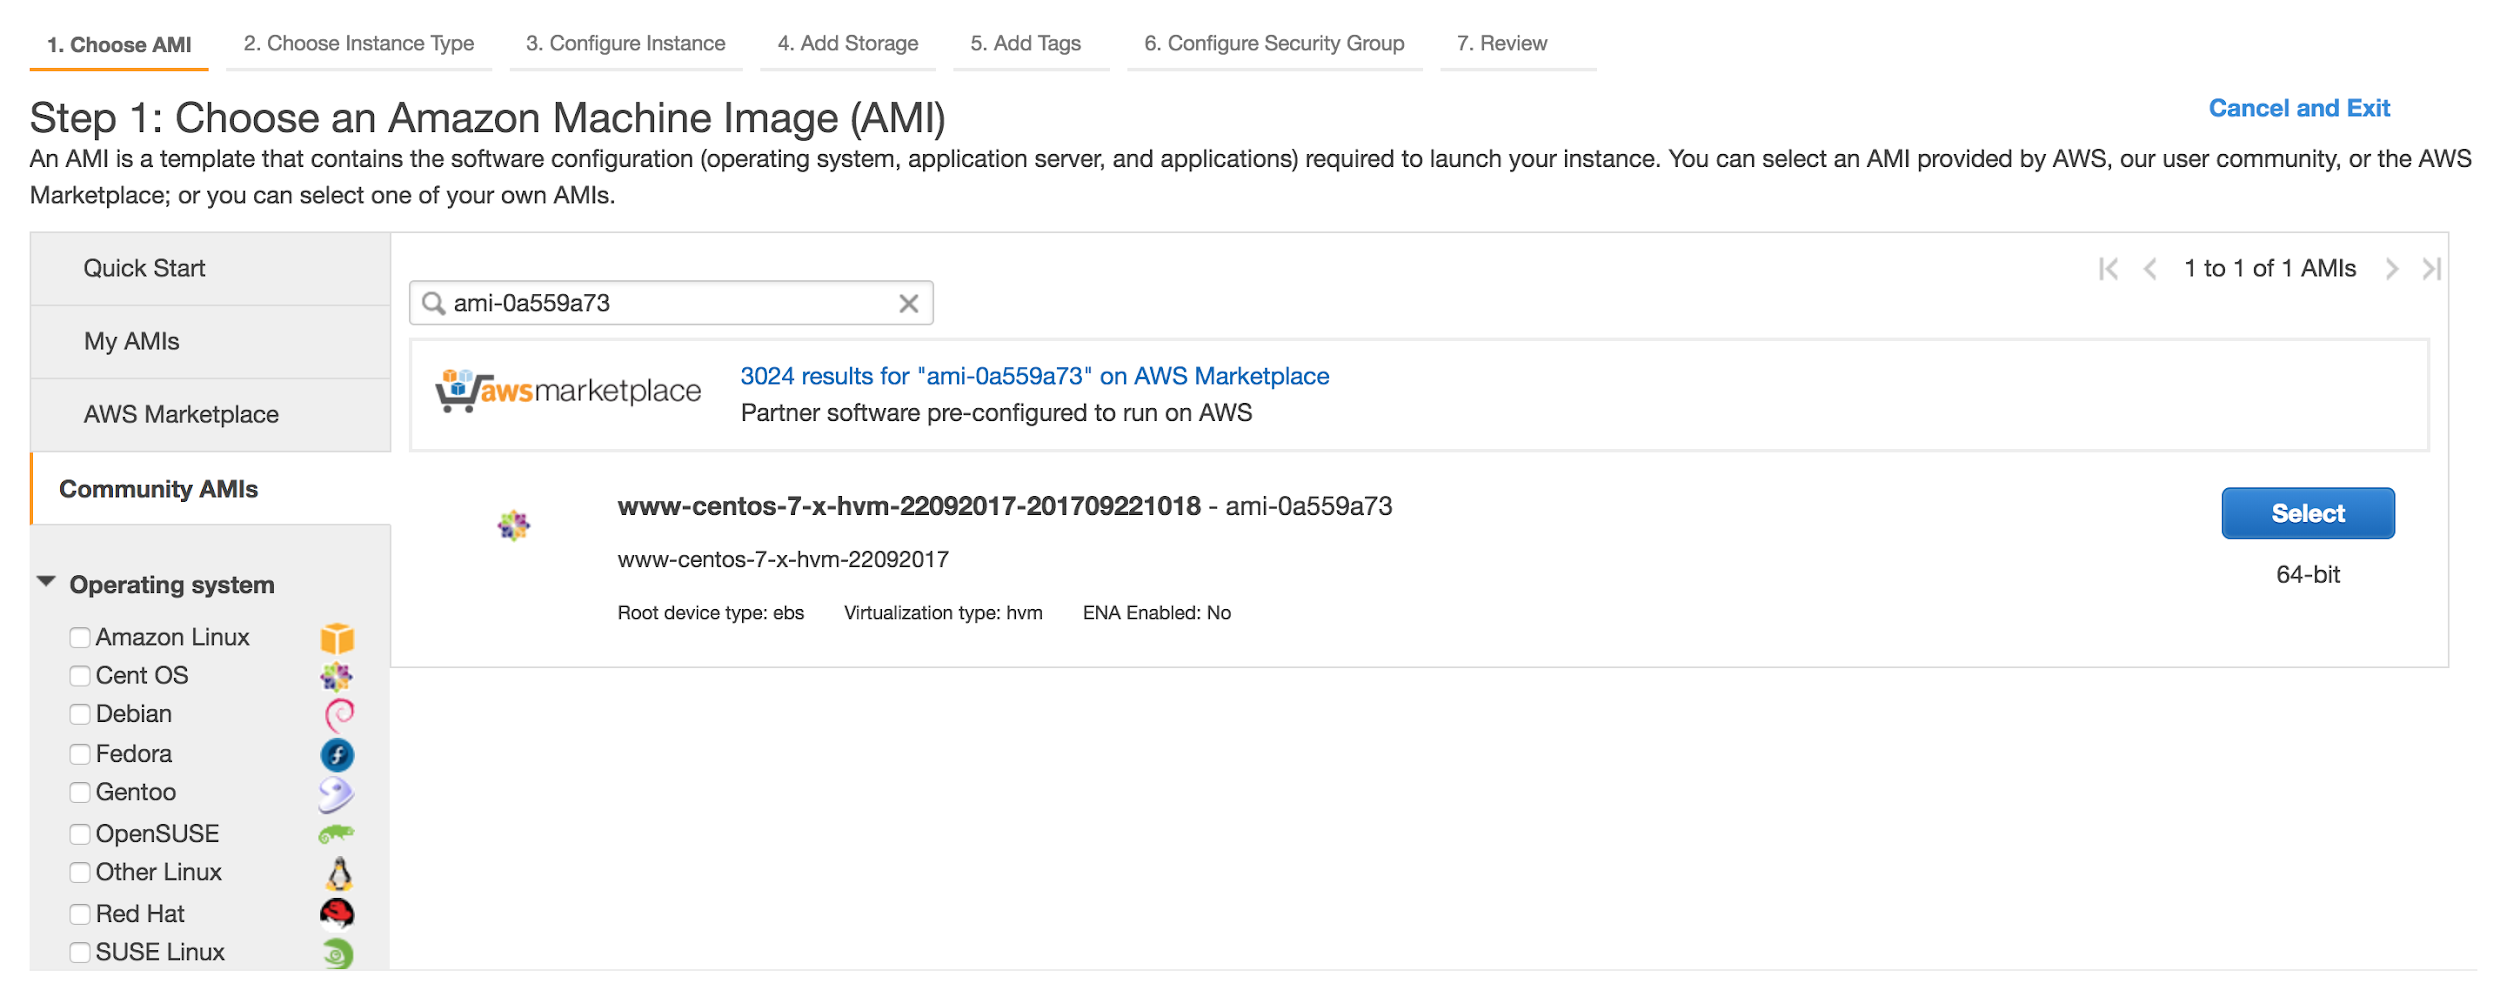 1. Choose AMI 2. Choose Instance Type 3. Configure Instance 4. Add Storage 5. Add Tags 6. Configure Security Group 7. Review
Step 1: Choose an Amazon Machine Image (AMI)
Cancel and Exit
An AMI is a template that contains the software configuration (operating system, application server, and applications) required to launch your instance. You can select an AMI provided by AWS, our user community, or the AWS
Marketplace; or you can select one of your own AMIs.
Quick Start
My AMIs
AWS Marketplace
Community AMIs
Operating system
Amazon Linux
Cent OS
Debian
Fedora
Gentoo
OpenSUSE
Other Linux
Red Hat
SUSE Linux
1 to 1 of 1 AMIs
ami-0a559a73
awsmarketplace
3024 results for "ami-0a559a73" on AWS Marketplace
Partner software pre-configured to run on AWS
www-centos-7-x-hvm-22092017-201709221018 - ami-0a559a73
www-centos-7-x-hvm-22092017
Root device type: ebs Virtualization type: hvm ENA Enabled: No
Select
64-bit